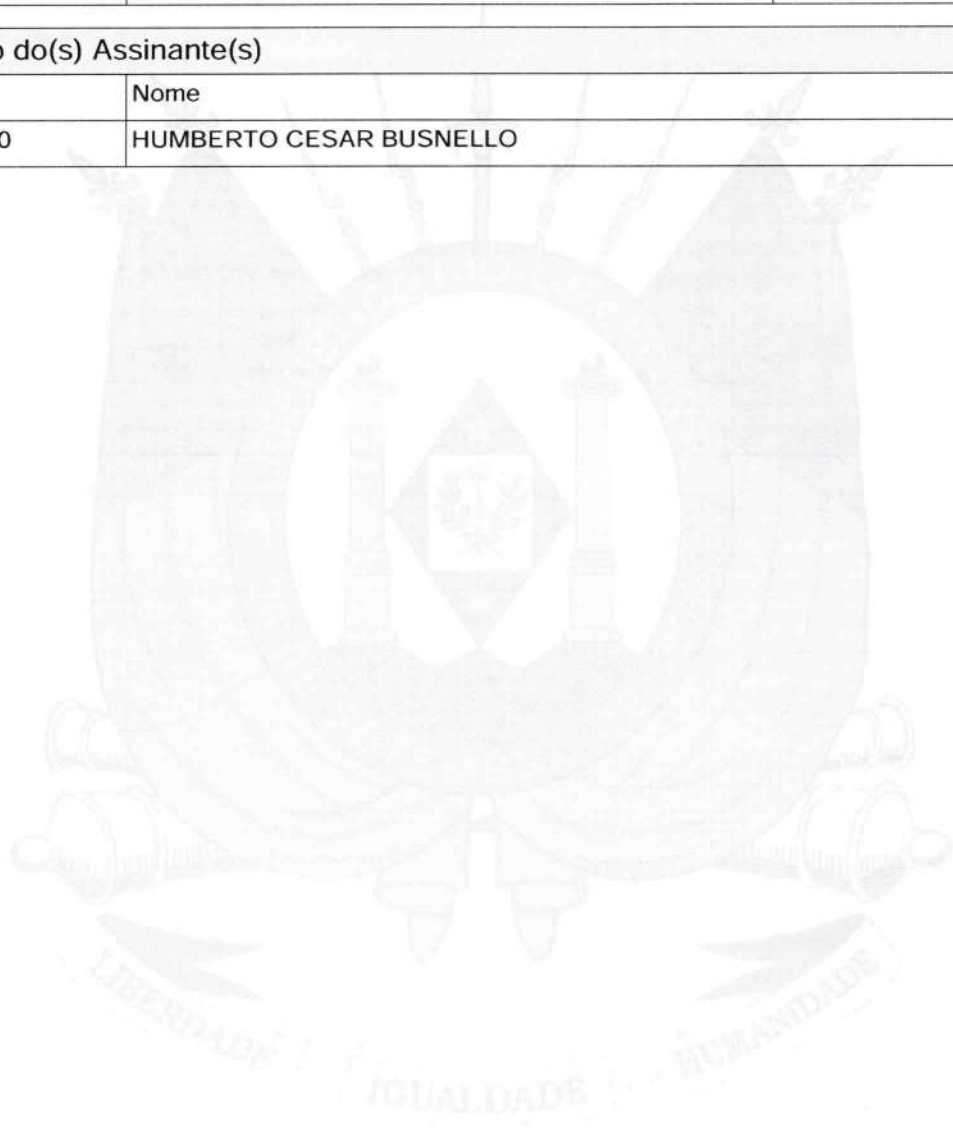 o do(s) Assinante(s)
Nome
0 HUMBERTO CESAR BUSNELLO
LIBERDADE IGUALDADE HUMANIDADE